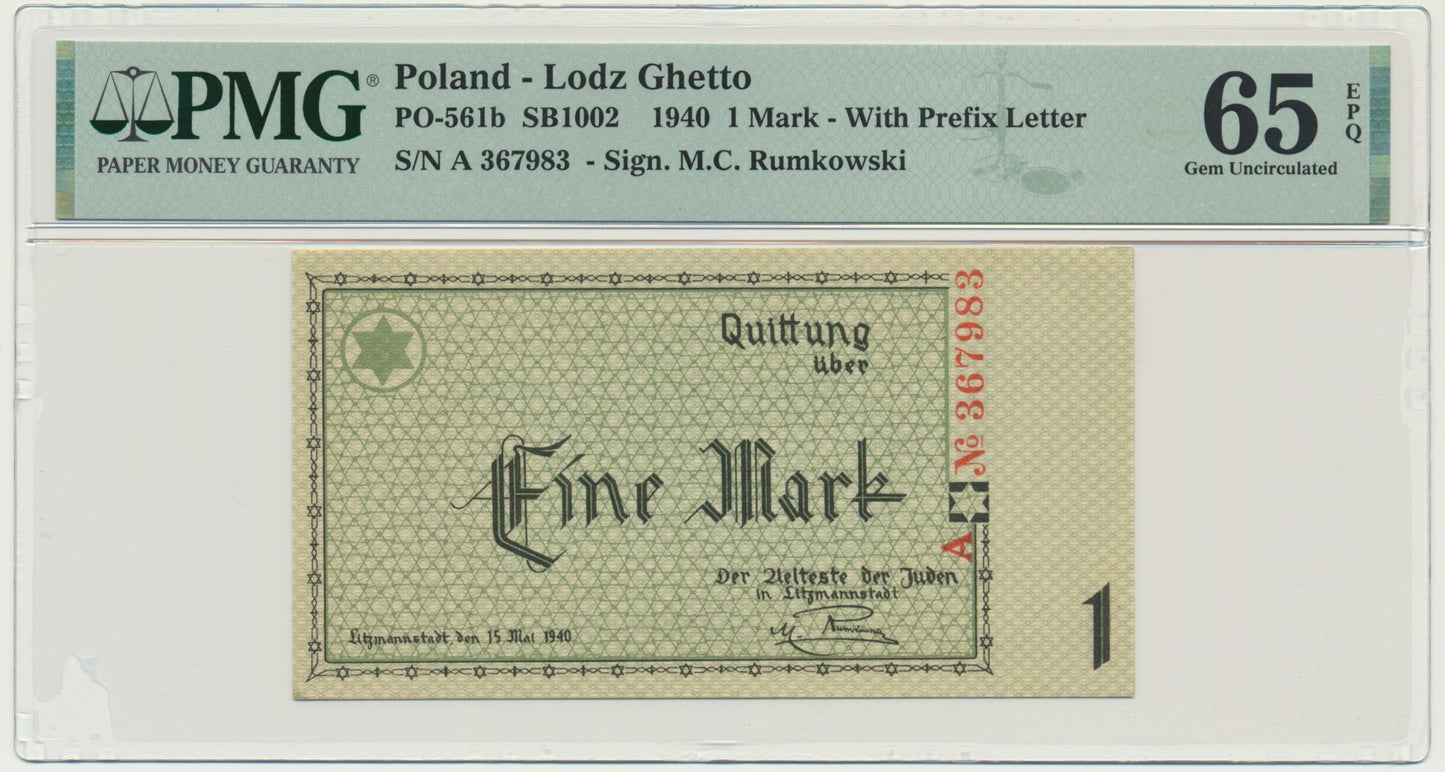 PMG®
PAPER MONEY GUARANTY
Poland - Lodz Ghetto
PO-561b SB1002 1940 1 Mark - With Prefix Letter
S/N A 367983 - Sign. M.C. Rumkowski
65
EPQ
Gem Uncirculated
Quittung
über
Eine Mark
A № 367983
Der Aelteste der Juden
in Litzmannstadt
M. Rumkowski
Litzmannstadt, den 15 Mai 1940
1